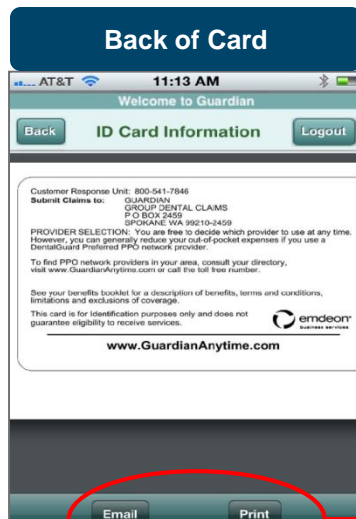 Back of Card
AT&T 11:13 AM
Welcome to Guardian
Back ID Card Information Logout
Customer Response Unit: 800-541-7846
Submit Claims to: GUARDIAN
GROUP DENTAL CLAIMS
P O BOX 2459
SPOKANE WA 99210-2459
PROVIDER SELECTION: You are free to decide which provider to use at any time.
However, you can generally reduce your out-of-pocket expenses if you use a
DentalGuard Preferred PPO network provider.
To find PPO network providers in your area, consult your directory,
visit www.GuardianAnytime.com or call the toll free number.
See your benefits booklet for a description of benefits, terms and conditions,
limitations and exclusions of coverage.
This card is for Identification purposes only and does not
guarantee eligibility to receive services.
emdeon
business services
www.GuardianAnytime.com
Email Print